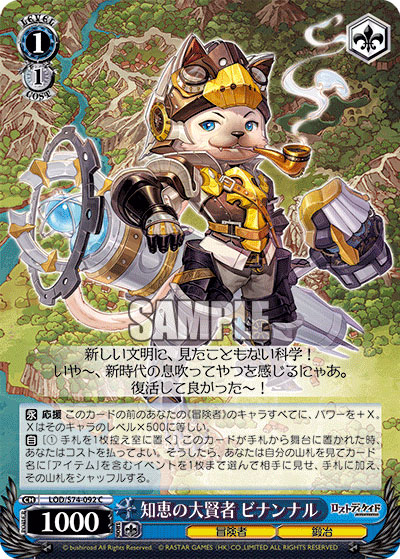 LEVEL
1
1
COST
SAMPLE
新しい文明に、見たこともない科学!
いや～、新時代の息吹ってやつを感じるにゃあ。
復活して良かった～!
永 応援 このカードの前のあなたの《冒険者》のキャラすべてに、パワーを＋X。
Xはそのキャラのレベル×500に等しい。
自 [① 手札を1枚控え室に置く] このカードが手札から舞台に置かれた時、
あなたはコストを払ってよい。そうしたら、あなたは自分の山札を見てカード
名に「アイテム」を含むイベントを1枚まで選んで相手に見せ、手札に加え、
その山札をシャッフルする。
CH LOD/S74-092 C
1000
知恵の大賢者 ピナンナル
ロストディケイド
冒険者 鍛治
© bushiroad All Rights Reserved. © RASTAR GAMES (HK) CO.,LIMITED ALL RIGHTS RESERVED.